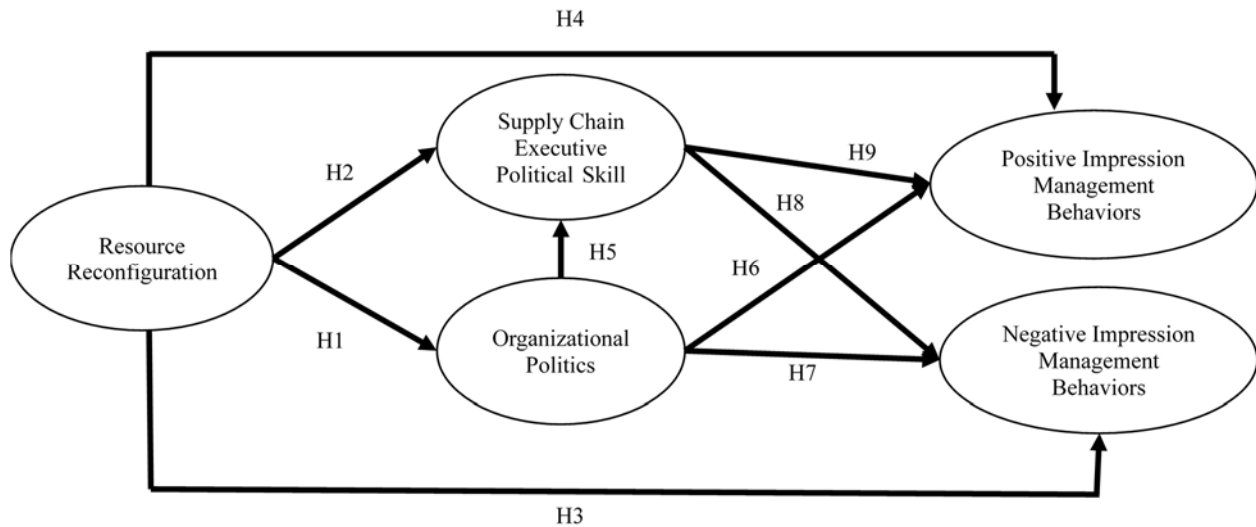 H4
Supply Chain
Executive
Political Skill
H2
H9
Positive Impression
Management
Behaviors
H8
Resource
Reconfiguration
H5
H6
H1
Organizational
Politics
H7
Negative Impression
Management
Behaviors
H3